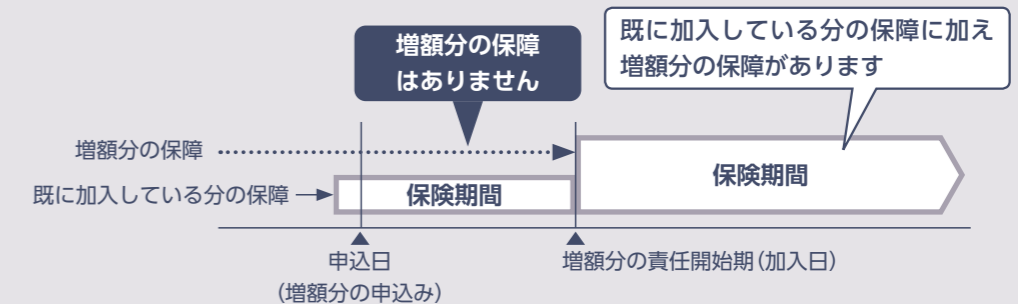 増額分の保障
はありません
既に加入している分の保障に加え
増額分の保障があります
増額分の保障
既に加入している分の保障
保険期間
保険期間
申込日
(増額分の申込み)
増額分の責任開始期(加入日)